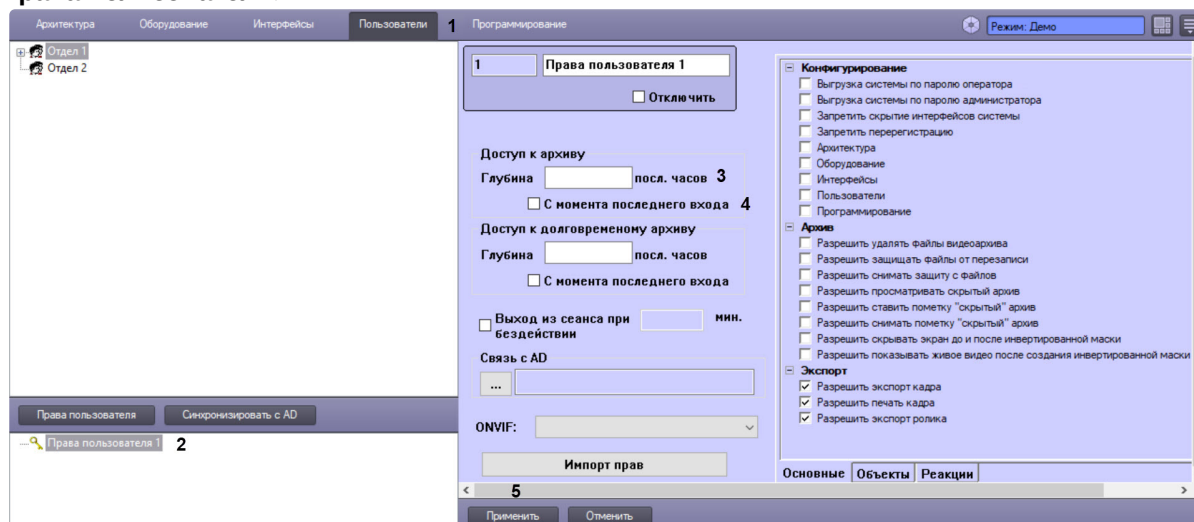 Архитектура Оборудование Интерфейсы Пользователи 1 Программирование Режим: Демо
Отдел 1
Отдел 2
Права пользователя Синхронизировать с AD
Права пользователя 1 2
1 Права пользователя 1
Отключить
Доступ к архиву
Глубина посл. часов 3
С момента последнего входа 4
Доступ к долговременому архиву
Глубина посл. часов
С момента последнего входа
Выход из сеанса при мин.
бездействии
Связь с AD
...
ONVIF:
Импорт прав
5
Применить Отменить
Конфигурирование
Выгрузка системы по паролю оператора
Выгрузка системы по паролю администратора
Запретить скрытие интерфейсов системы
Запретить перерегистрацию
Архитектура
Оборудование
Интерфейсы
Пользователи
Программирование
Архив
Разрешить удалять файлы видеоархива
Разрешить защищать файлы от перезаписи
Разрешить снимать защиту с файлов
Разрешить просматривать скрытый архив
Разрешить ставить пометку "скрытый" архив
Разрешить снимать пометку "скрытый" архив
Разрешить скрывать экран до и после инвертированной маски
Разрешить показывать живое видео после создания инвертированной маски
Экспорт
Разрешить экспорт кадра
Разрешить печать кадра
Разрешить экспорт ролика
Основные Объекты Реакции